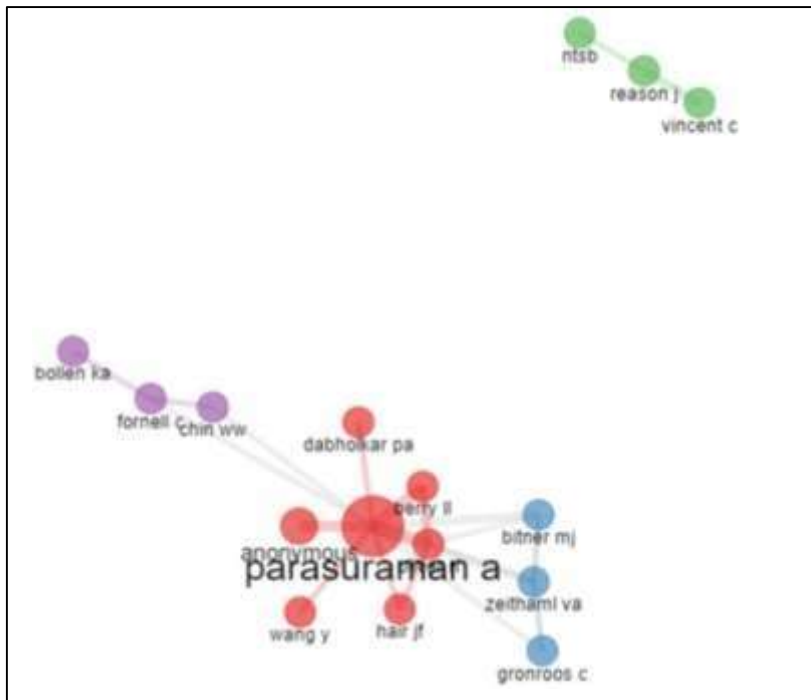 ntsb
reason j
vincent c
bollen ka
fornell c
chin ww
dabholkar pa
berry ll
bitner mj
anonymous
parasuraman a
zeithaml va
wang y
hair jf
gronroos c